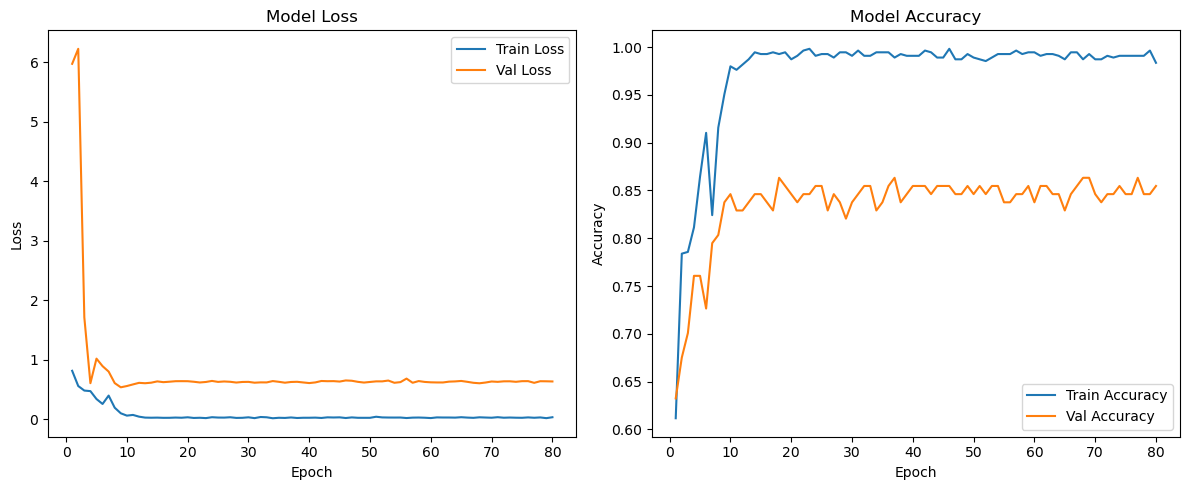 Model Loss
Train Loss
Val Loss
6
5
4
3
2
1
0
Loss
0 10 20 30 40 50 60 70 80
Epoch
Model Accuracy
1.00
0.95
0.90
0.85
0.80
0.75
0.70
0.65
0.60
Accuracy
Train Accuracy
Val Accuracy
0 10 20 30 40 50 60 70 80
Epoch